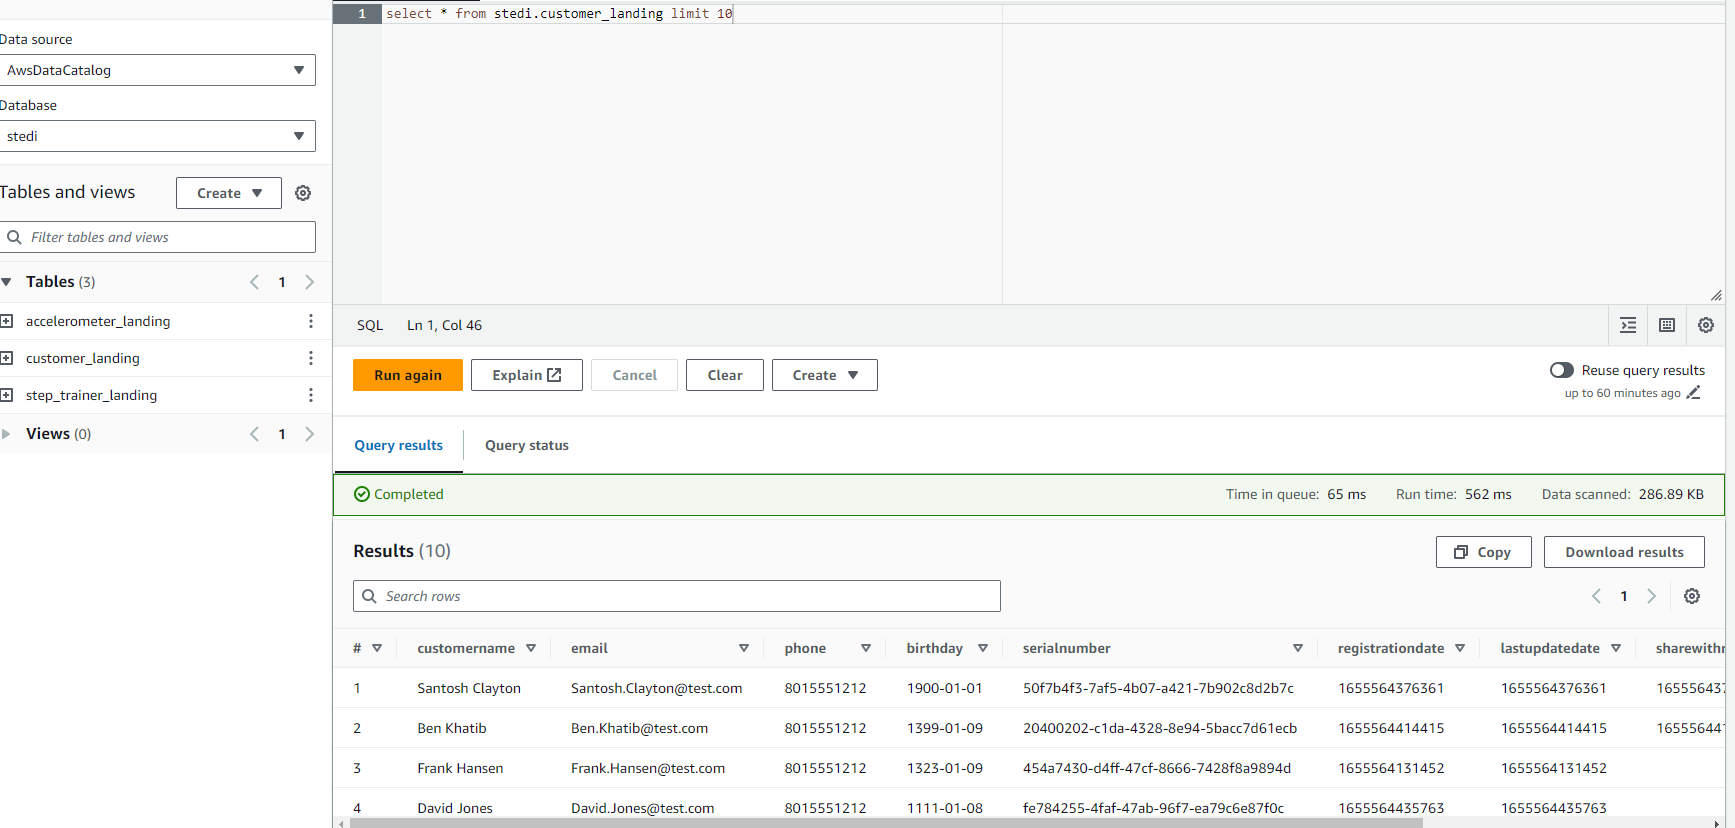 1 select * from stedi.customer_landing limit 10
Data source
AwsDataCatalog
Database
stedi
Tables and views
Create
Filter tables and views
Tables (3)
1
accelerometer_landing
customer_landing
step_trainer_landing
Views (0)
1
SQL Ln 1, Col 46
Run again Explain Cancel Clear Create
Reuse query results
up to 60 minutes ago
Query results Query status
Completed Time in queue: 65 ms Run time: 562 ms Data scanned: 286.89 KB
Results (10)
Copy Download results
Search rows
1
# customername email phone birthday serialnumber registrationdate lastupdatedate sharewithr
1 Santosh Clayton Santosh.Clayton@test.com 8015551212 1900-01-01 50f7b4f3-7af5-4b07-a421-7b902c8d2b7c 1655564376361 1655564376361 165556437
2 Ben Khatib Ben.Khatib@test.com 8015551212 1399-01-09 20400202-c1da-4328-8e94-5bacc7d61ecb 1655564414415 1655564414415 165556441
3 Frank Hansen Frank.Hansen@test.com 8015551212 1323-01-09 454a7430-d4ff-47cf-8666-7428f8a9894d 1655564131452 1655564131452
4 David Jones David.Jones@test.com 8015551212 1111-01-08 fe784255-4faf-47ab-96f7-ea79c6e87f0c 1655564435763 1655564435763